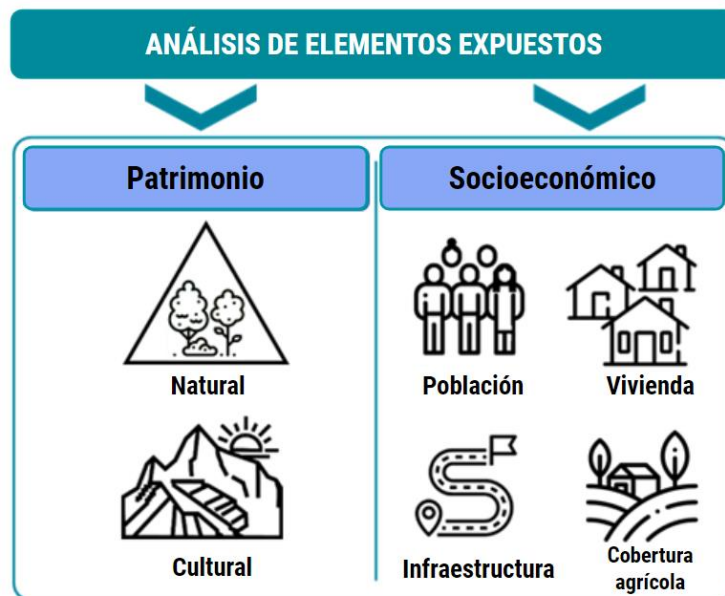 ANÁLISIS DE ELEMENTOS EXPUESTOS
Patrimonio
Socioeconómico
Natural
Población
Vivienda
Cultural
Infraestructura
Cobertura
agrícola